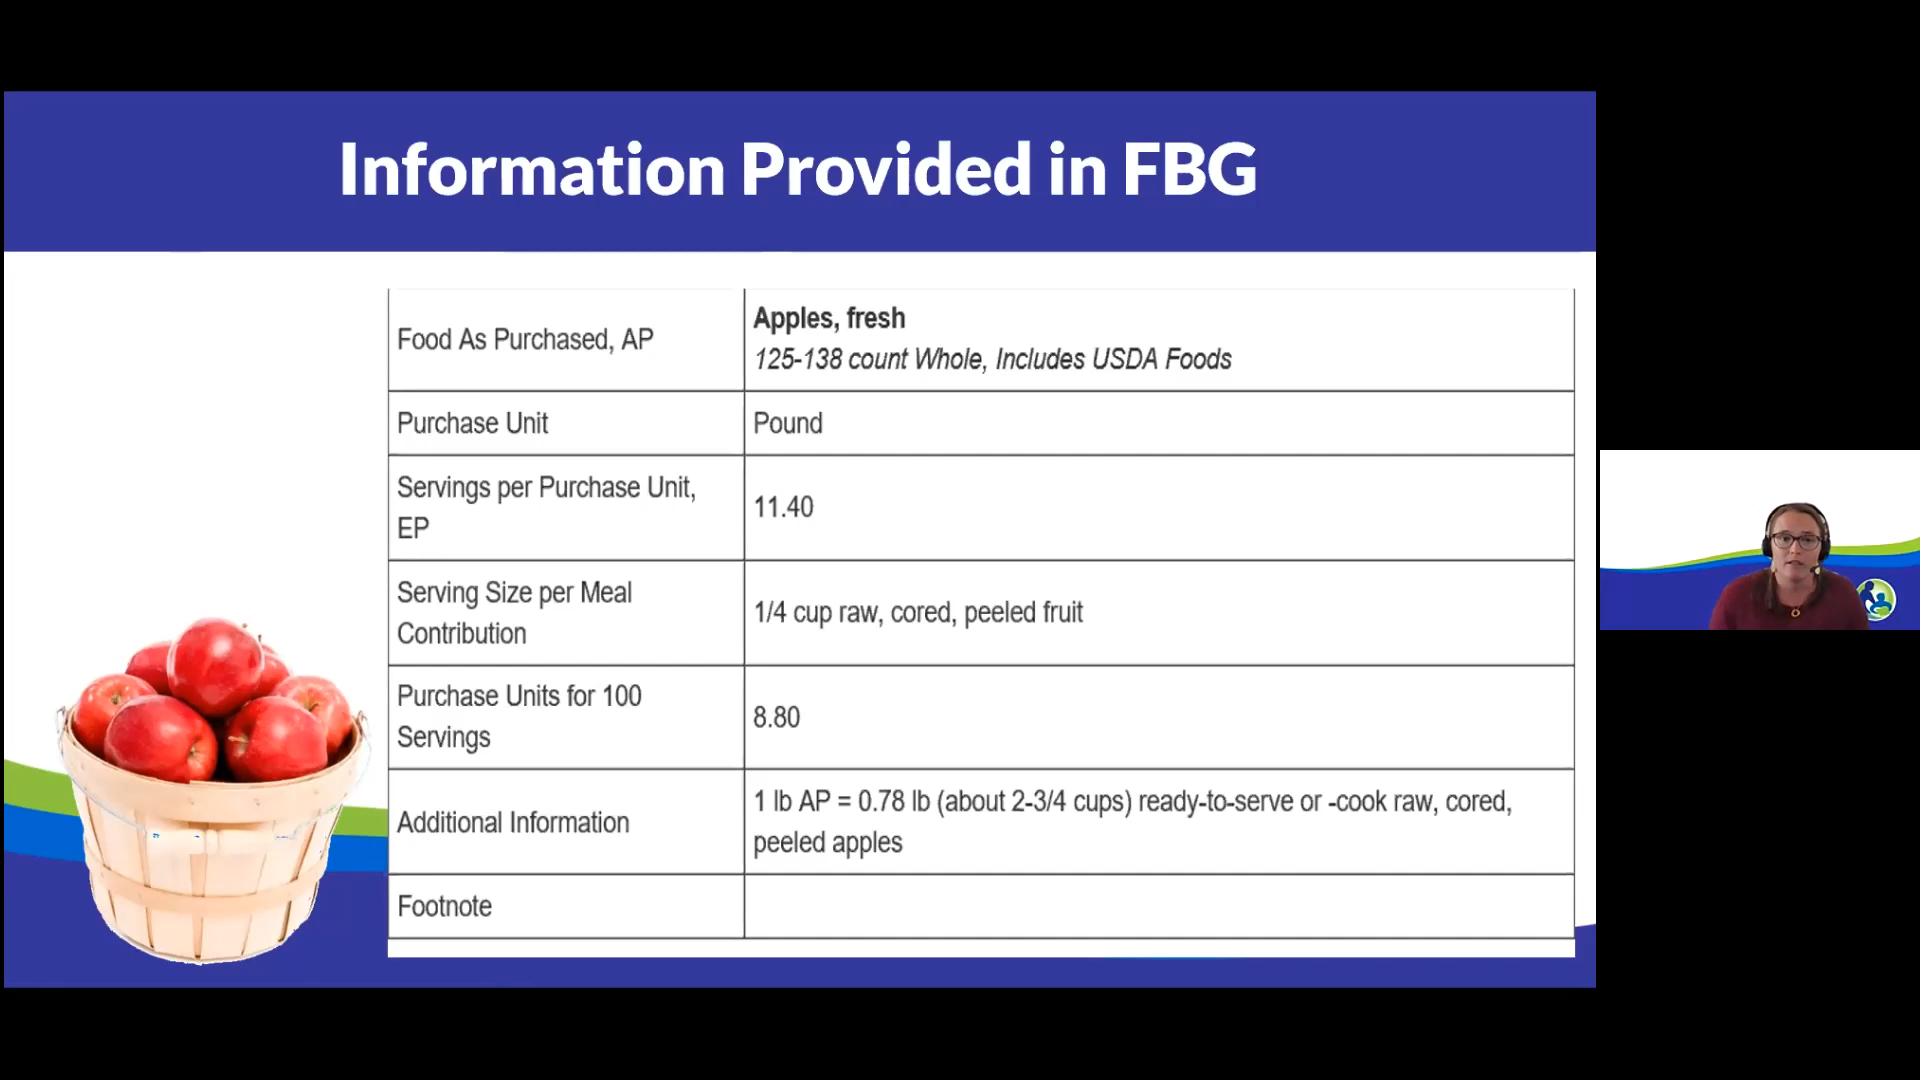 Information Provided in FBG
Food As Purchased, AP
Apples, fresh
125-138 count Whole, Includes USDA Foods
Purchase Unit
Pound
Servings per Purchase Unit,
EP
11.40
Serving Size per Meal
Contribution
1/4 cup raw, cored, peeled fruit
Purchase Units for 100
Servings
8.80
Additional Information
1 lb AP = 0.78 lb (about 2-3/4 cups) ready-to-serve or -cook raw, cored,
peeled apples
Footnote